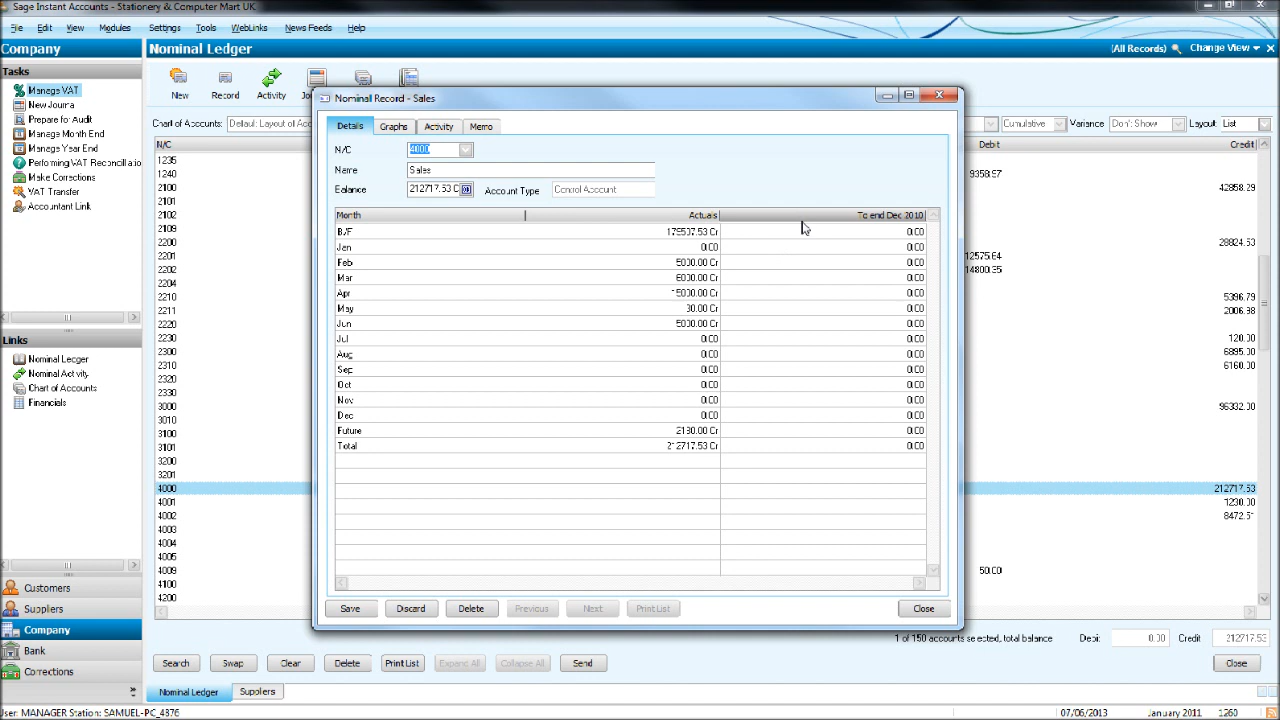 Sage Instant Accounts - Stationery & Computer Mart UK
File Edit View Modules Settings Tools WebLinks News Feeds Help
Company
Nominal Ledger
(All Records) Change View
Tasks
Manage VAT
New Journal
Prepare for Audit
Manage Month End
Manage Year End
Performing VAT Reconciliatio
Make Corrections
VAT Transfer
Accountant Link
Links
Nominal Ledger
Nominal Activity
Chart of Accounts
Financials
Customers
Suppliers
Company
Bank
Corrections
New Record Activity
Chart of Accounts: Default Layout of Acc
Cumulative Variance Don't Show Layout: List
N/C Debit Credit
1235
1240 9358.97
2100 42858.29
2101
2102
2109 28824.53
2201 12575.64
2202 14800.35
2204
2210 5396.79
2211 2006.98
2220
2230 120.00
2300 6895.00
2310 6160.00
2320
2330
3000 96332.00
3010
3100
3101
3200
3201
4000 212717.53
4001 1230.00
4002 8472.51
4003
4004
4005
4009 50.00
4100
4200
Nominal Record - Sales
Details Graphs Activity Memo
N/C 4000
Name Sales
Balance 212717.53 C Account Type Control Account
Month Actuals To end Dec 2010
B/F 179507.53 Cr 0.00
Jan 0.00 0.00
Feb 5000.00 Cr 0.00
Mar 6000.00 Cr 0.00
Apr 15000.00 Cr 0.00
May 30.00 Cr 0.00
Jun 5000.00 Cr 0.00
Jul 0.00 0.00
Aug 0.00 0.00
Sep 0.00 0.00
Oct 0.00 0.00
Nov 0.00 0.00
Dec 0.00 0.00
Future 2180.00 Cr 0.00
Total 212717.53 Cr 0.00
Save Discard Delete Previous Next Print List Close
1 of 150 accounts selected, total balance Debit 0.00 Credit 212717.53
Search Swap Clear Delete Print List Expand All Collapse All Send Close
Nominal Ledger Suppliers
User: MANAGER Station: SAMUEL-PC_4376 07/06/2013 January 2011 1260